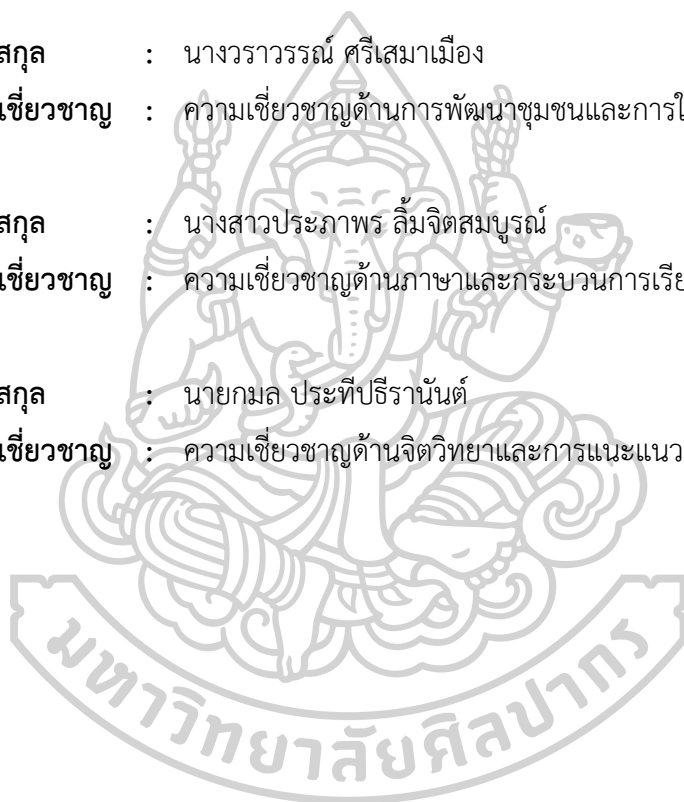 สกุล : นางวราวรรณ์ ศรีเสมาเมือง
เชี่ยวชาญ : ความเชี่ยวชาญด้านการพัฒนาชุมชนและการใ
สกุล : นางสาวประภาพร ลิ้มจิตสมบูรณ์
เชี่ยวชาญ : ความเชี่ยวชาญด้านภาษาและกระบวนการเรีย
สกุล : นายกมล ประทีปธีรานันต์
เชี่ยวชาญ : ความเชี่ยวชาญด้านจิตวิทยาและการแนะแนว
มหาวิทยาลัยศิลปากร